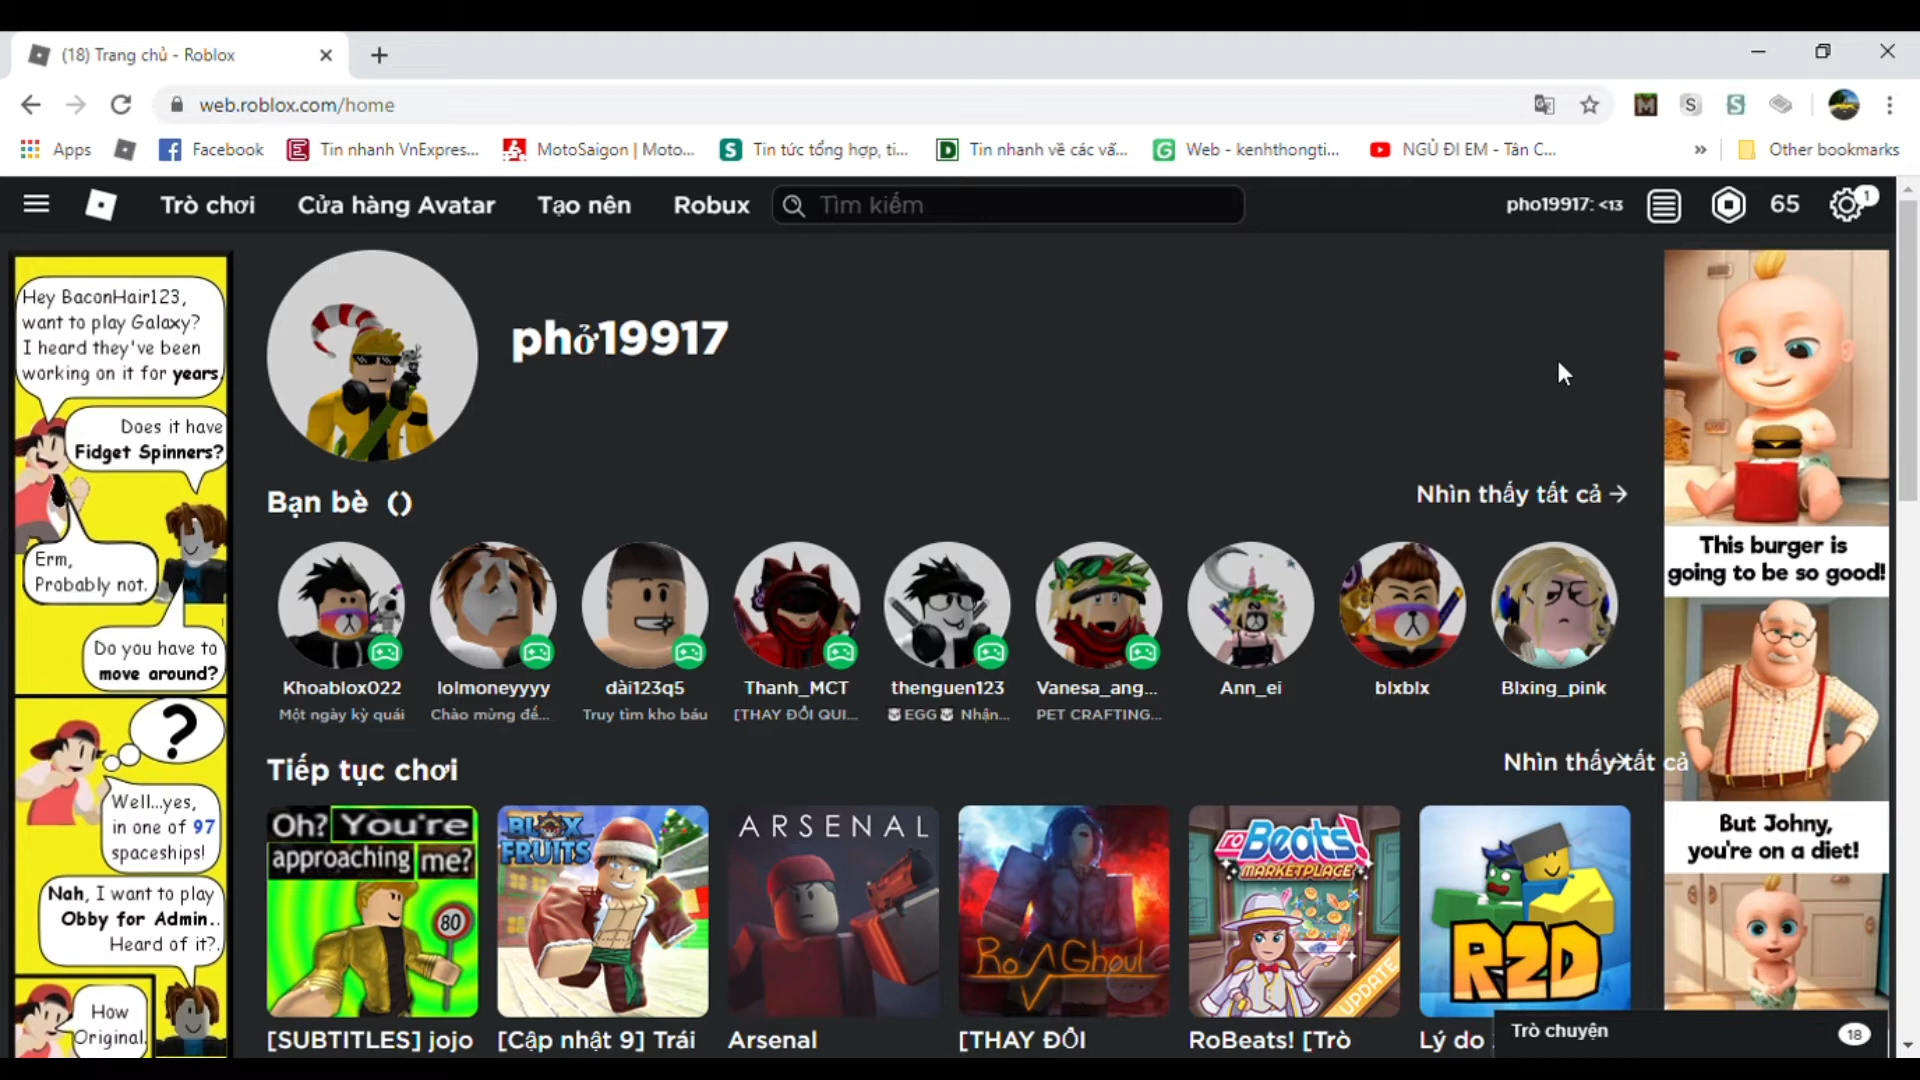 (18) Trang chủ - Roblox
web.roblox.com/home
Apps
Facebook
Tin nhanh VnExpres...
MotoSaigon | Moto...
Tin tức tổng hợp, ti...
Tin nhanh về các vấ...
Web - kenhthongti...
NGỦ ĐI EM - Tân C...
»
Other bookmarks
Trò chơi
Cửa hàng Avatar
Tạo nên
Robux
Tìm kiếm
pho19917: <13
65
1
Hey BaconHair123,
want to play Galaxy?
I heard they've been
working on it for years.
Does it have
Fidget Spinners?
Erm,
Probably not.
Do you have to
move around?
?
Well...yes,
in one of 97
spaceships!
Nah, I want to play
Obby for Admin..
Heard of it?.
How
Original.
phở19917
Bạn bè ()
Nhìn thấy tất cả →
Khoablox022
Một ngày kỳ quái
lolmoneyyyy
Chào mừng đế...
dài123q5
Truy tìm kho báu
Thanh_MCT
[THAY ĐỔI QUI...
thenguen123
EGG Nhận...
Vanesa_ang...
PET CRAFTING...
Ann_ei
blxblx
Blxing_pink
Tiếp tục chơi
Nhìn thấy tất cả
Oh? You're
approaching me?
80
[SUBTITLES] jojo
BLOX
FRUITS
[Cập nhật 9] Trái
ARSENAL
Arsenal
Ro Ghoul
[THAY ĐỔI
roBeats!
MARKETPLACE
UPDATE
RoBeats! [Trò
R2D
Lý do
This burger is
going to be so good!
But Johny,
you're on a diet!
Trò chuyện
18